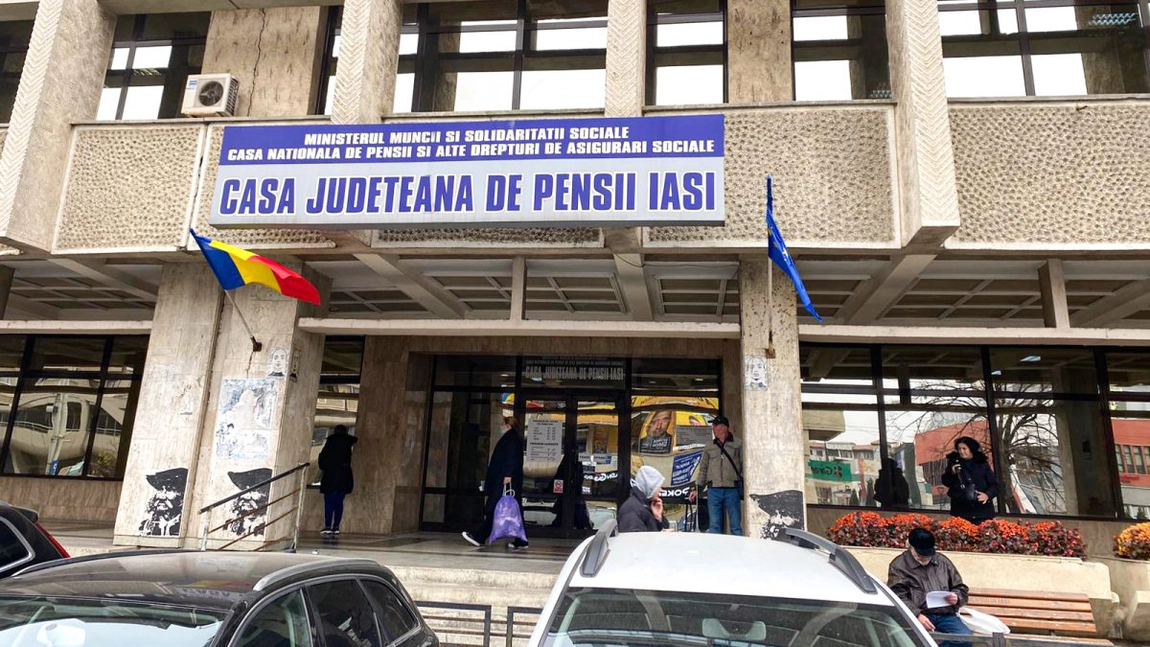 MINISTERUL MUNCII SI SOLIDARITATII SOCIALE
CASA NATIONALA DE PENSII SI ALTE DREPTURI DE ASIGURARI SOCIALE
CASA JUDETEANA DE PENSII IASI
CASA JUDETEANA DE PENSII-IASI